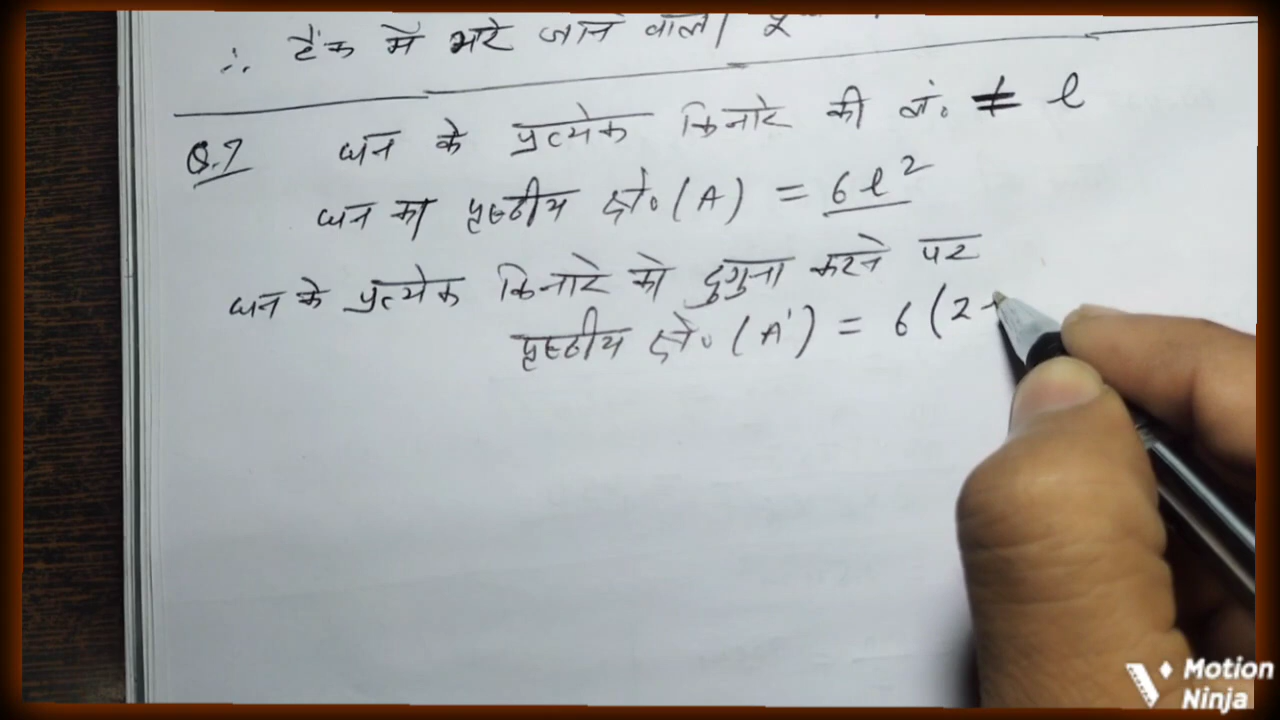 ∴ टैंक में भरे जाने वाले
Q.7 घन के प्रत्येक किनारे की लं० = l
घन का पृष्ठीय क्षे० (A) = 6l²
घन के प्रत्येक किनारे को दुगुना करने पर
पृष्ठीय क्षे० (A') = 6 (2
Motion
Ninja